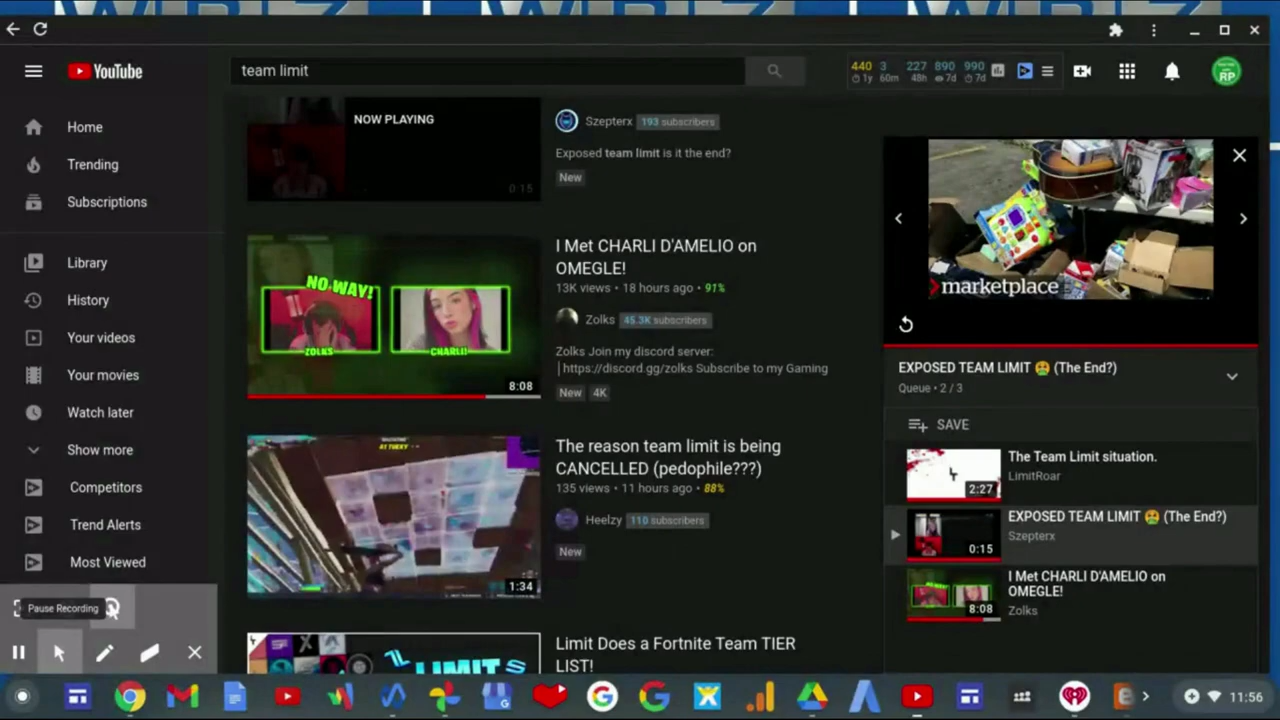 YouTube
team limit
440 3 227 890 990
1y 60m 48h 7d 7d
RP
Home
Trending
Subscriptions
Library
History
Your videos
Your movies
Watch later
Show more
Competitors
Trend Alerts
Most Viewed
Pause Recording
NOW PLAYING
0:15
Szepterx 193 subscribers
Exposed team limit is it the end?
New
NO WAY!
ZOLKS
CHARLI!
8:08
I Met CHARLI D'AMELIO on
OMEGLE!
13K views • 18 hours ago • 91%
Zolks 45.3K subscribers
Zolks Join my discord server:
|https://discord.gg/zolks Subscribe to my Gaming
New 4K
1:34
The reason team limit is being
CANCELLED (pedophile???)
135 views • 11 hours ago • 88%
Heelzy 110 subscribers
New
LIMIT S
Limit Does a Fortnite Team TIER
LIST!
marketplace
EXPOSED TEAM LIMIT 🤮 (The End?)
Queue • 2 / 3
SAVE
2:27
The Team Limit situation.
LimitRoar
0:15
EXPOSED TEAM LIMIT 🤮 (The End?)
Szepterx
8:08
I Met CHARLI D'AMELIO on
OMEGLE!
Zolks
11:56